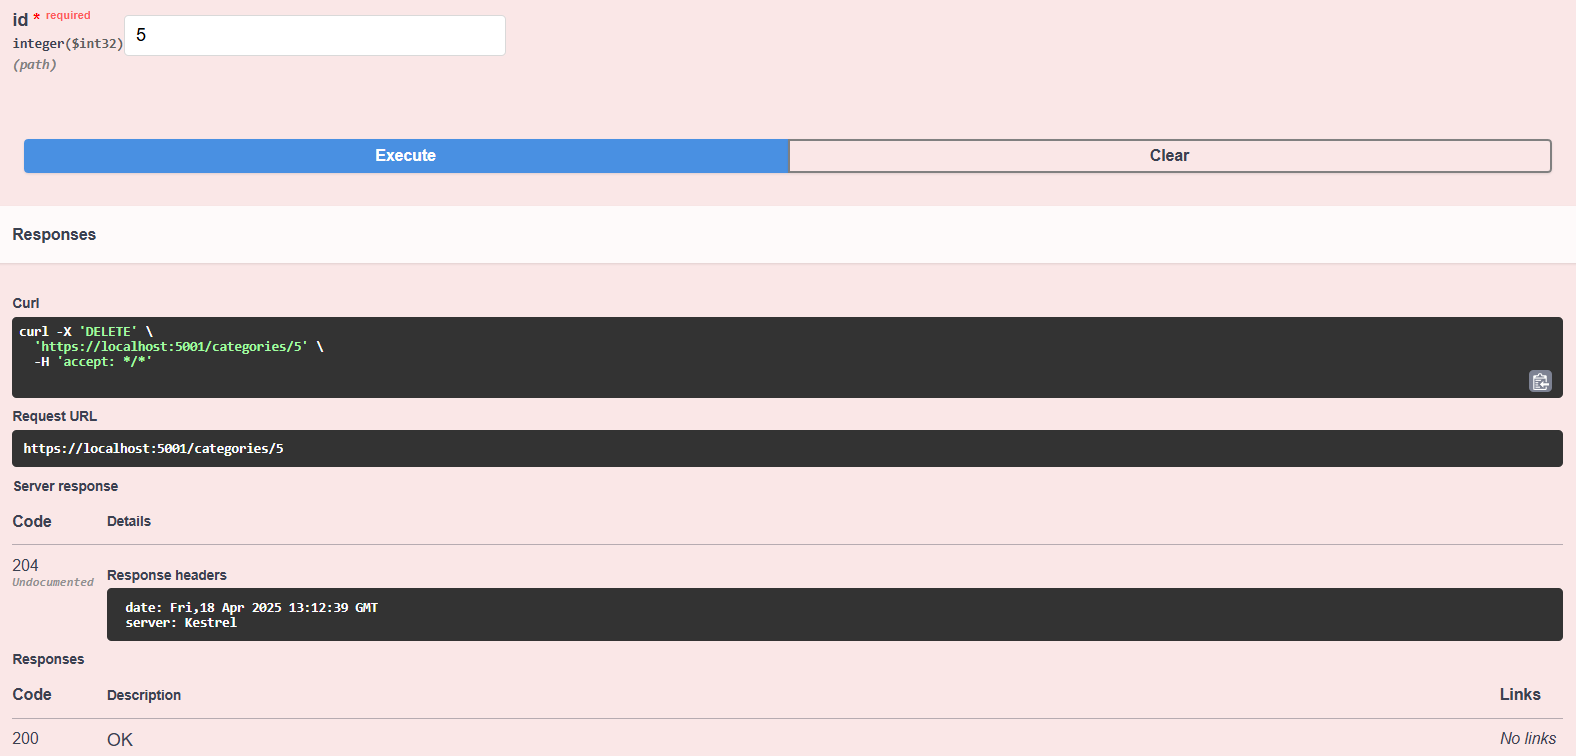 id * required
integer($int32)
(path)
5
Execute
Clear
Responses
Curl
curl -X 'DELETE' \
  'https://localhost:5001/categories/5' \
  -H 'accept: */*'
Request URL
https://localhost:5001/categories/5
Server response
Code Details
204
Undocumented
Response headers
date: Fri,18 Apr 2025 13:12:39 GMT
server: Kestrel
Responses
Code Description Links
200 OK No links